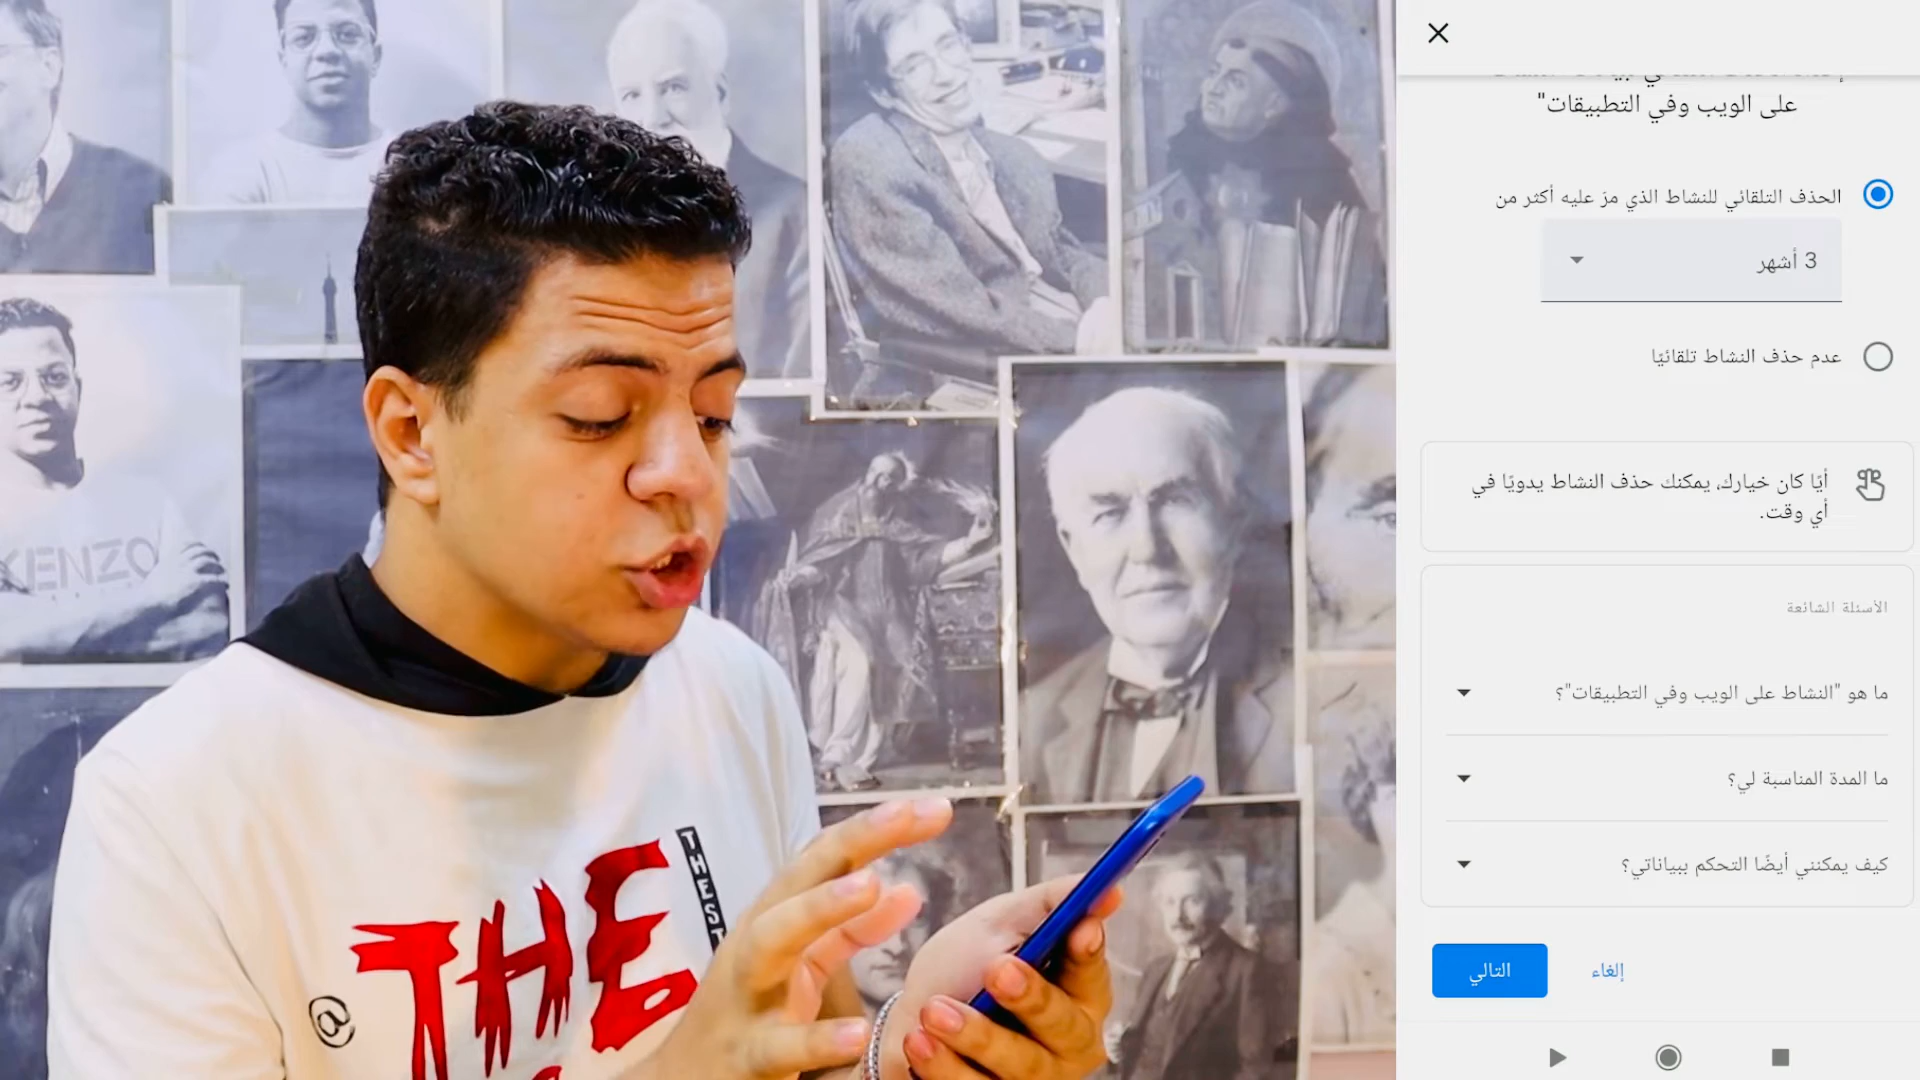 على الويب وفي التطبيقات"
الحذف التلقائي للنشاط الذي مرّ عليه أكثر من
3 أشهر
عدم حذف النشاط تلقائيًا
أيًا كان خيارك، يمكنك حذف النشاط يدويًا في
أي وقت.
الأسئلة الشائعة
ما هو "النشاط على الويب وفي التطبيقات"؟
ما المدة المناسبة لي؟
كيف يمكنني أيضًا التحكم ببياناتي؟
إلغاء
التالي
KENZO
THE
@